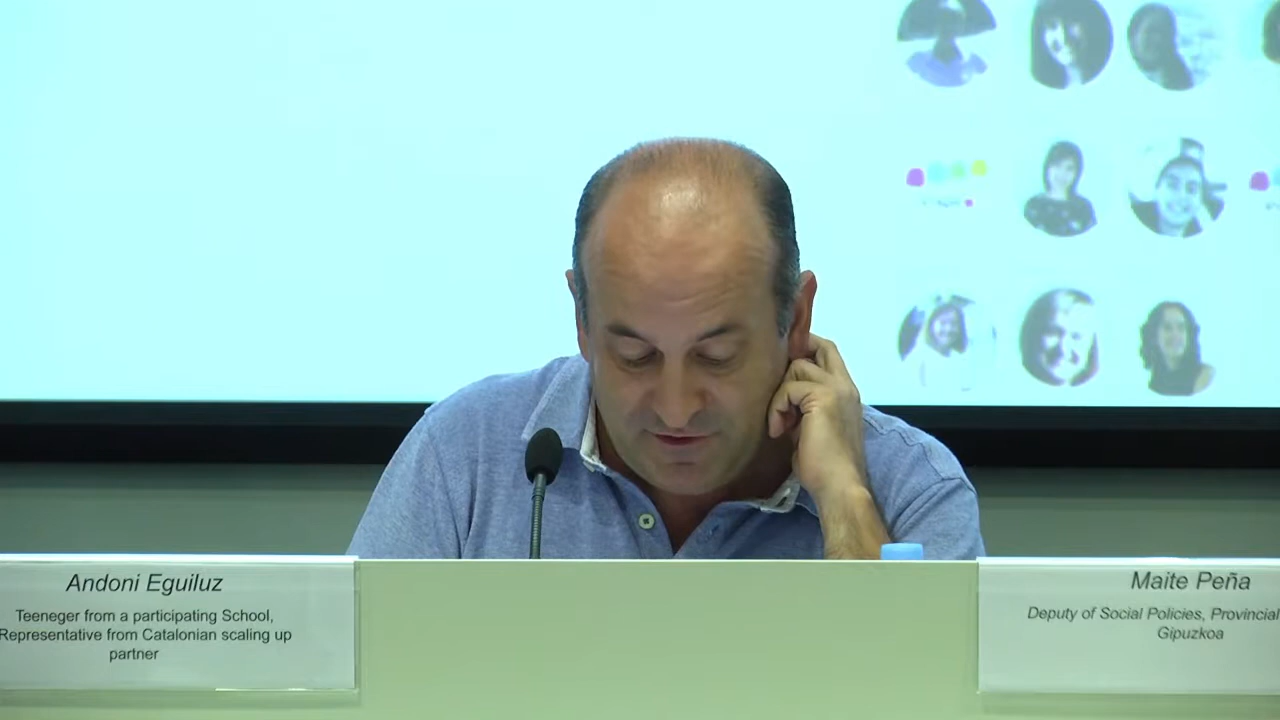 Andoni Eguiluz
Teeneger from a participating School,
Representative from Catalonian scaling up
partner
Maite Peña
Deputy of Social Policies, Provincial
Gipuzkoa